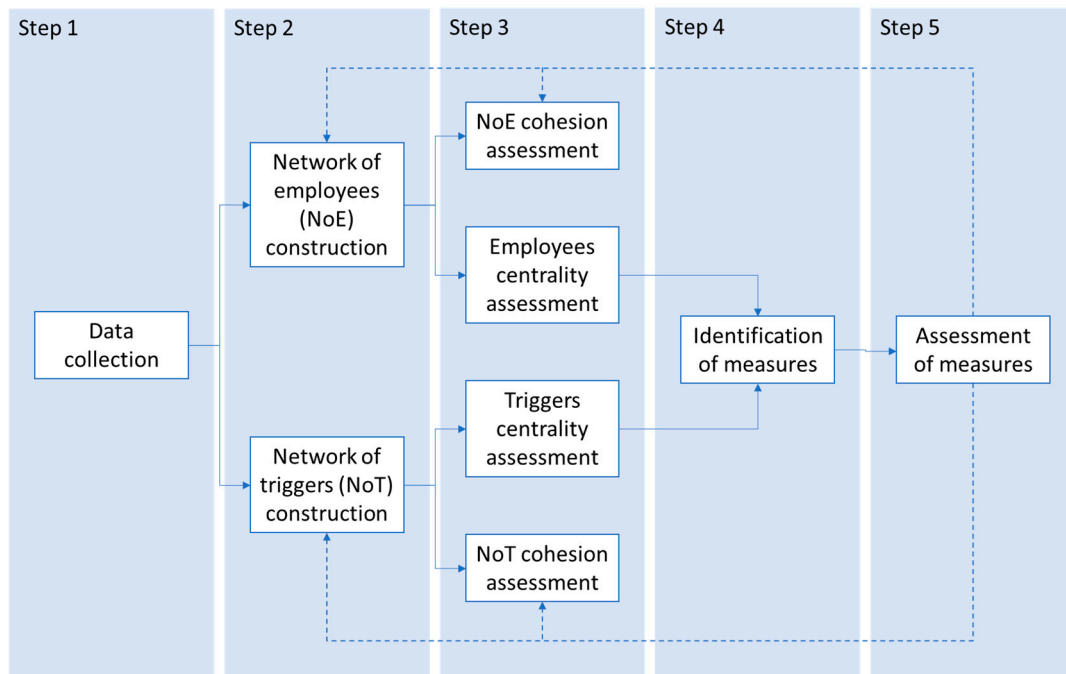 Step 1
Step 2
Step 3
Step 4
Step 5
Data
collection
Network of
employees
(NoE)
construction
Network of
triggers (NoT)
construction
NoE cohesion
assessment
Employees
centrality
assessment
Triggers
centrality
assessment
NoT cohesion
assessment
Identification
of measures
Assessment
of measures